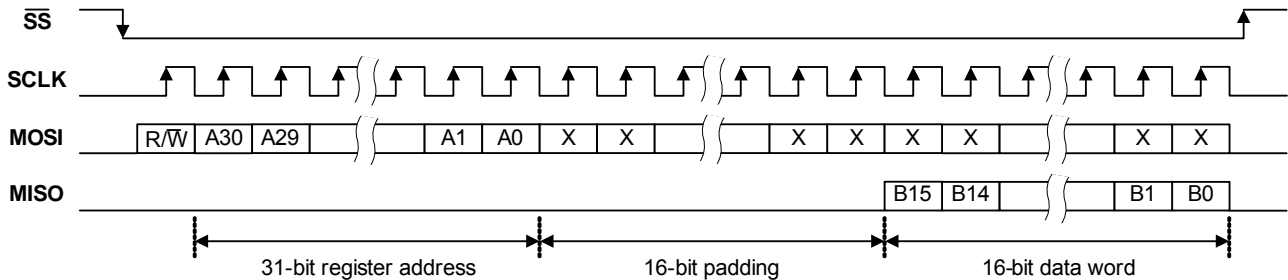 SS
SCLK
MOSI R/W A30 A29 A1 A0 X X X X X X X X
MISO B15 B14 B1 B0
31-bit register address 16-bit padding 16-bit data word